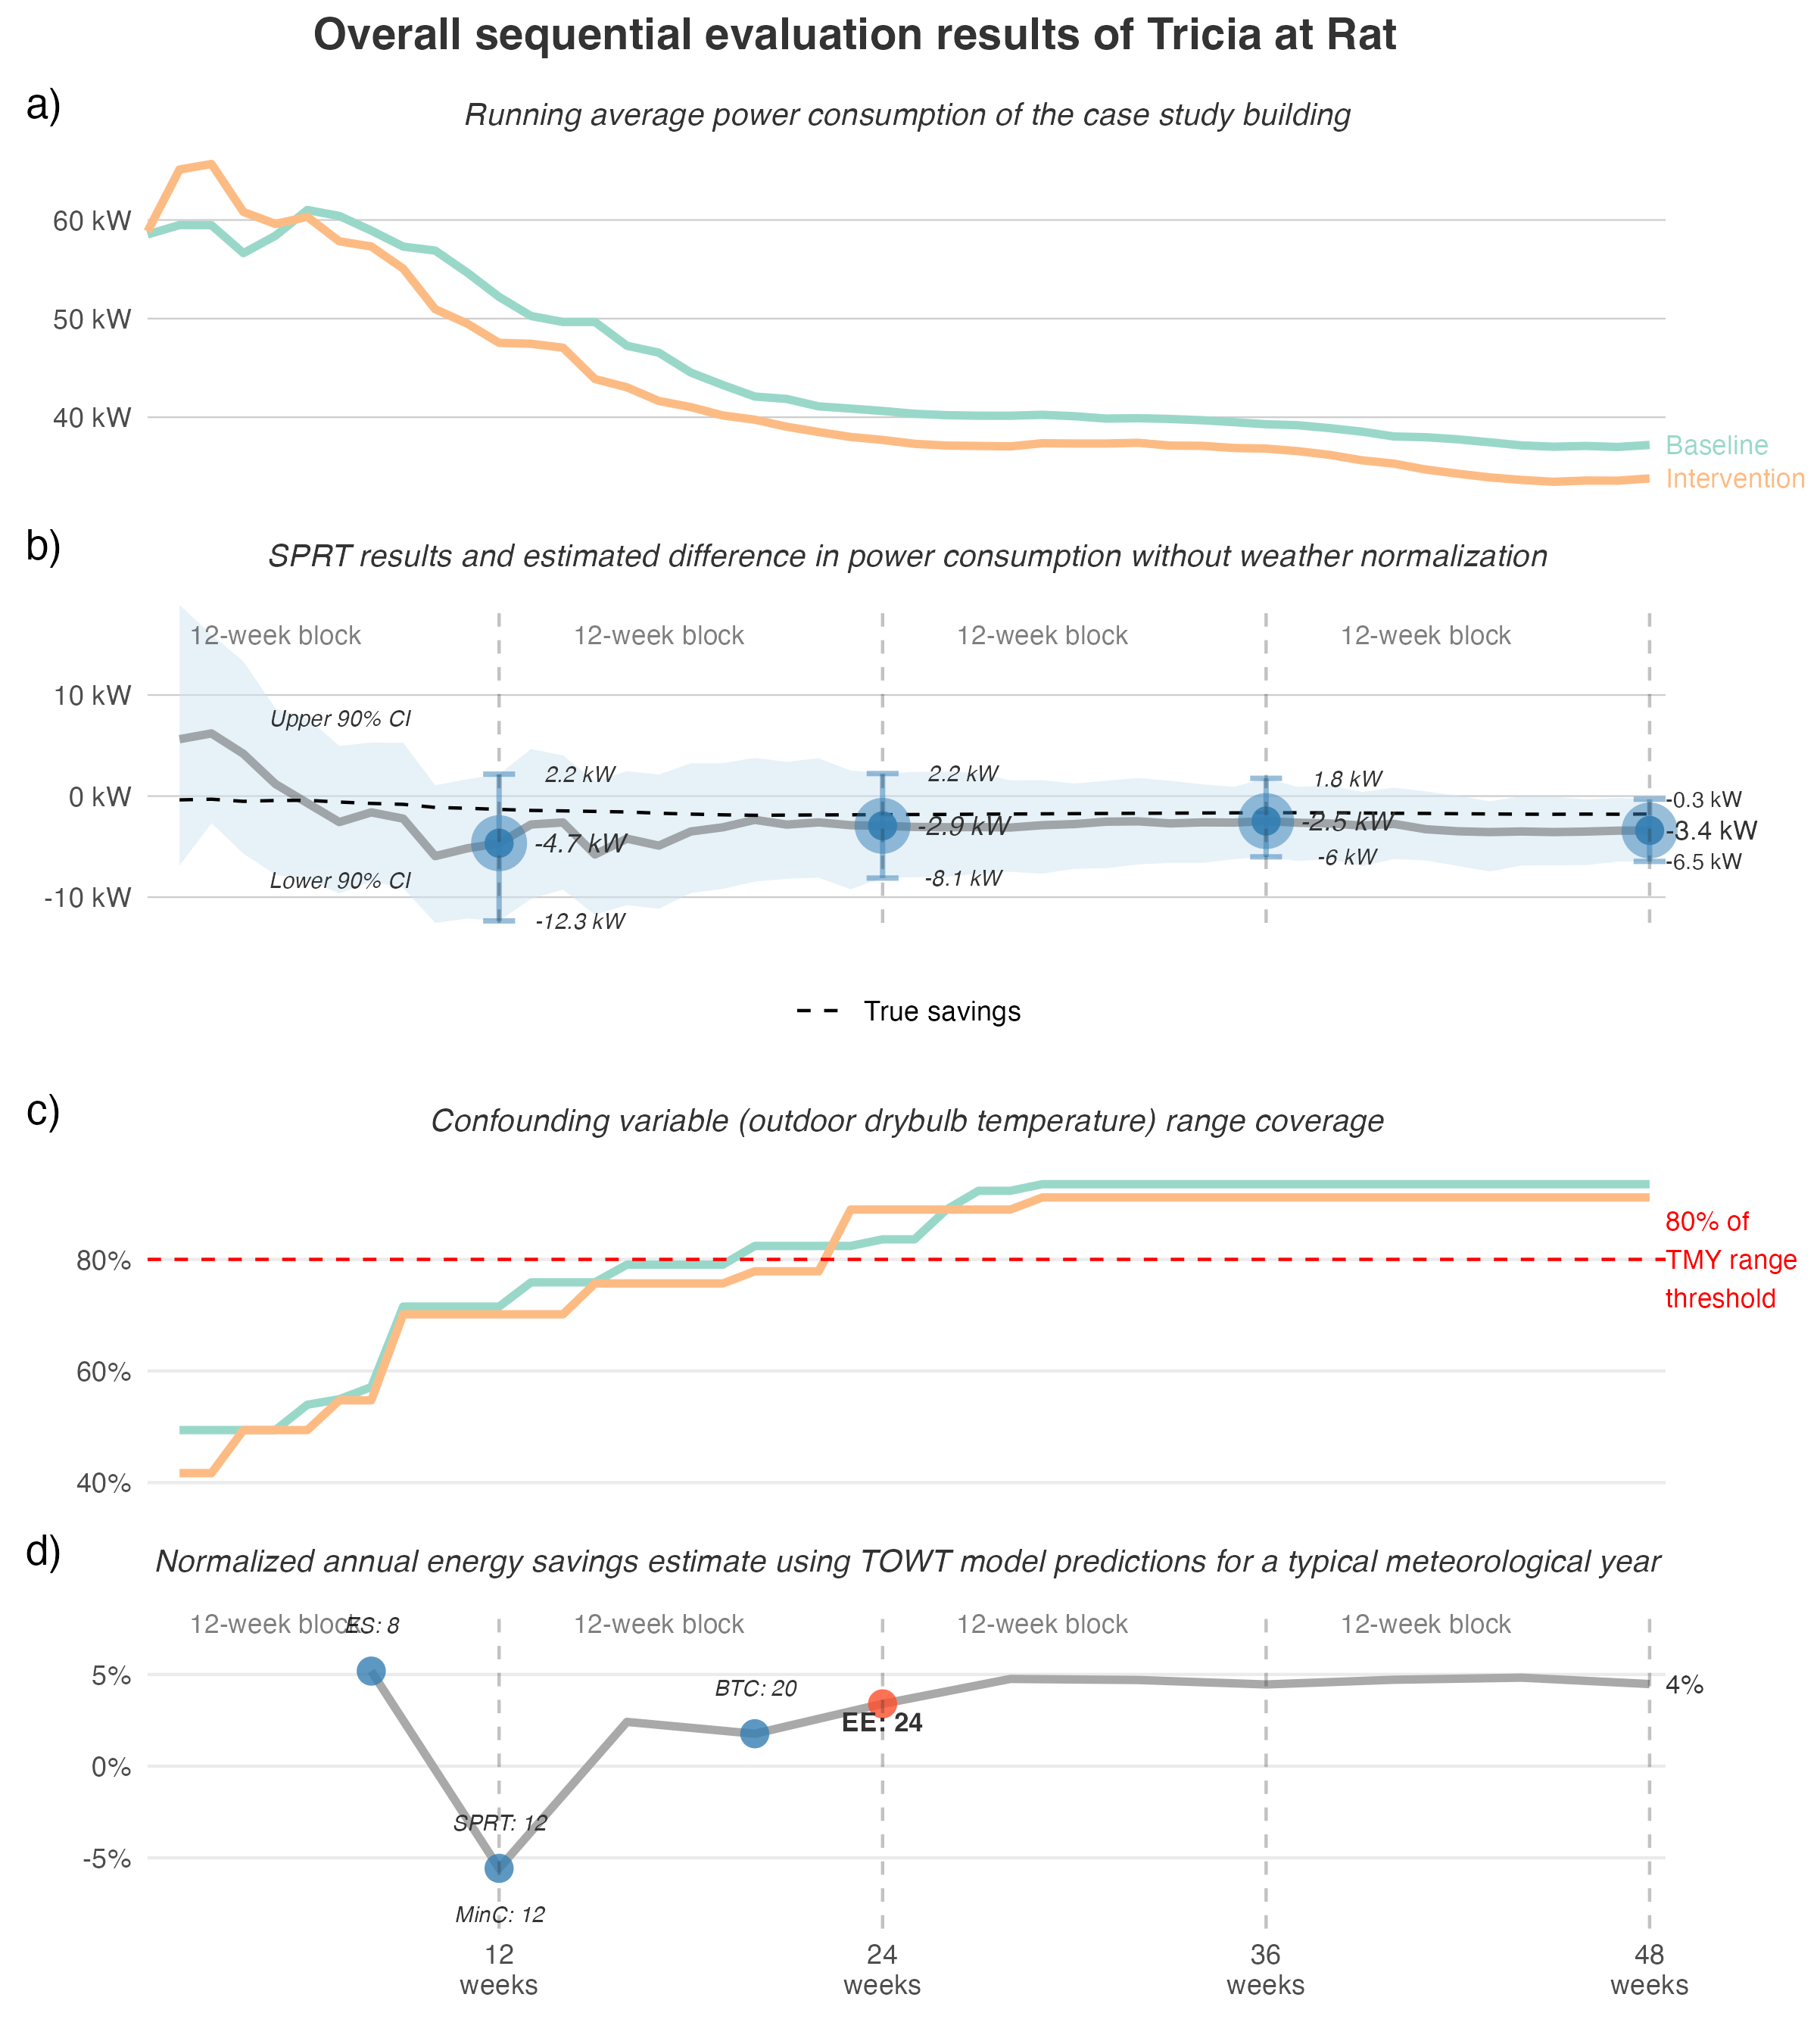 Overall sequential evaluation results of Tricia at Rat
a)
Running average power consumption of the case study building
60 kW
50 kW
40 kW
Baseline
Intervention
b)
SPRT results and estimated difference in power consumption without weather normalization
12-week block
12-week block
12-week block
12-week block
10 kW
0 kW
-10 kW
Upper 90% CI
Lower 90% CI
2.2 kW
-4.7 kW
-12.3 kW
2.2 kW
-2.9 kW
-8.1 kW
1.8 kW
-2.5 kW
-6 kW
-0.3 kW
-3.4 kW
-6.5 kW
True savings
c)
Confounding variable (outdoor drybulb temperature) range coverage
80%
60%
40%
80% of
TMY range
threshold
d)
Normalized annual energy savings estimate using TOWT model predictions for a typical meteorological year
12-week block
12-week block
12-week block
12-week block
ES: 8
5%
0%
-5%
BTC: 20
EE: 24
4%
SPRT: 12
MinC: 12
12
weeks
24
weeks
36
weeks
48
weeks